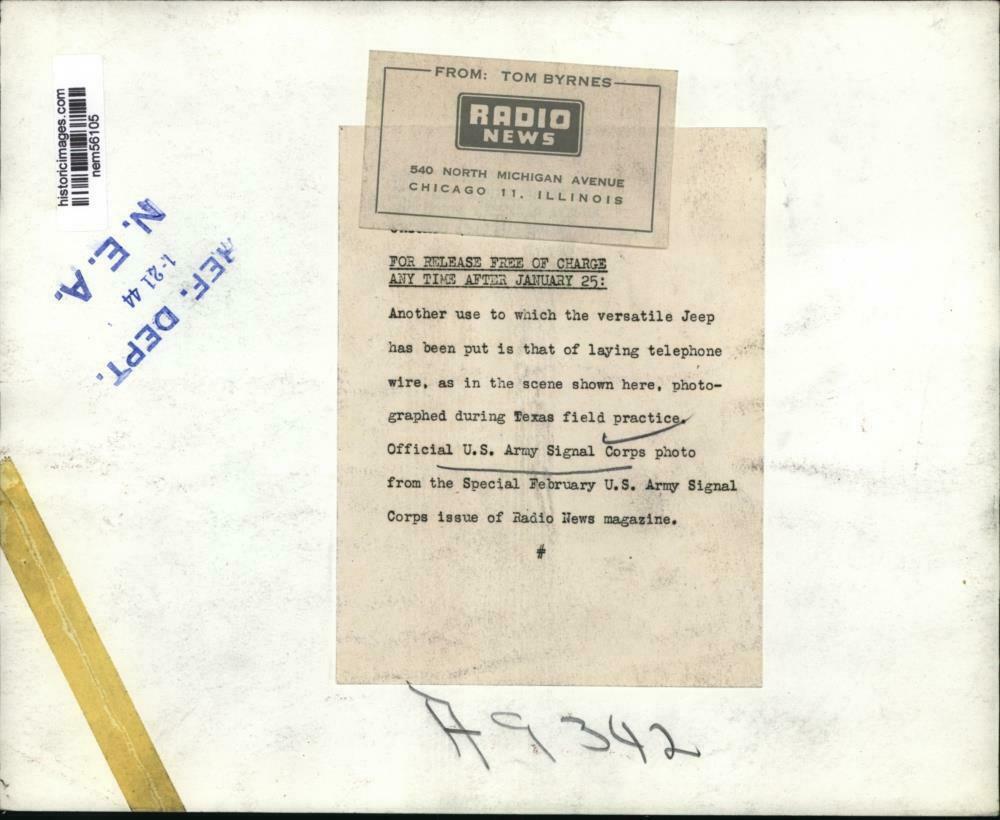 historicimages.com
nem56105
REF. DEPT.
1-21 44
N. E. A.
FROM: TOM BYRNES
RADIO
NEWS
540 NORTH MICHIGAN AVENUE
CHICAGO 11, ILLINOIS
FOR RELEASE FREE OF CHARGE
ANY TIME AFTER JANUARY 25:
Another use to which the versatile Jeep
has been put is that of laying telephone
wire, as in the scene shown here, photo-
graphed during Texas field practice.
Official U.S. Army Signal Corps photo
from the Special February U.S. Army Signal
Corps issue of Radio News magazine.
#
A9342